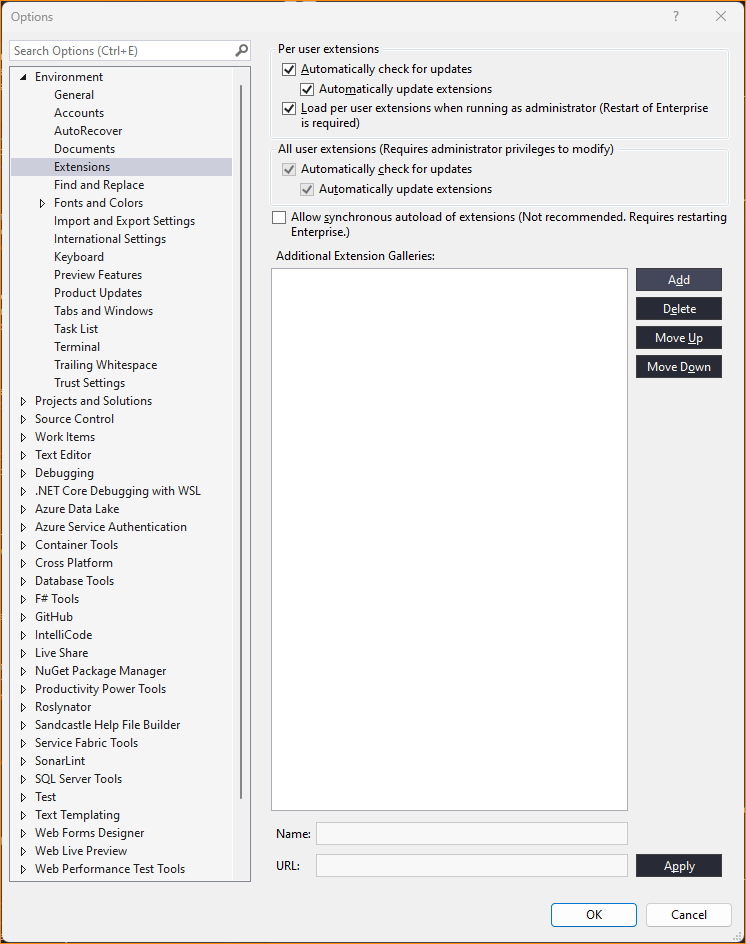 Options
?
Search Options (Ctrl+E)
Environment
General
Accounts
AutoRecover
Documents
Extensions
Find and Replace
Fonts and Colors
Import and Export Settings
International Settings
Keyboard
Preview Features
Product Updates
Tabs and Windows
Task List
Terminal
Trailing Whitespace
Trust Settings
Projects and Solutions
Source Control
Work Items
Text Editor
Debugging
.NET Core Debugging with WSL
Azure Data Lake
Azure Service Authentication
Container Tools
Cross Platform
Database Tools
F# Tools
GitHub
IntelliCode
Live Share
NuGet Package Manager
Productivity Power Tools
Roslynator
Sandcastle Help File Builder
Service Fabric Tools
SonarLint
SQL Server Tools
Test
Text Templating
Web Forms Designer
Web Live Preview
Web Performance Test Tools
Per user extensions
Automatically check for updates
Automatically update extensions
Load per user extensions when running as administrator (Restart of Enterprise
is required)
All user extensions (Requires administrator privileges to modify)
Automatically check for updates
Automatically update extensions
Allow synchronous autoload of extensions (Not recommended. Requires restarting
Enterprise.)
Additional Extension Galleries:
Add
Delete
Move Up
Move Down
Name:
URL:
Apply
OK
Cancel